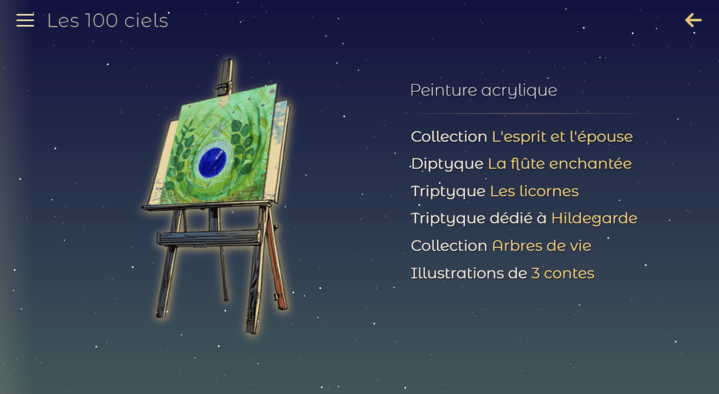 Les 100 ciels
Peinture acrylique
Collection L'esprit et l'épouse
Diptyque La flûte enchantée
Triptyque Les licornes
Triptyque dédié à Hildegarde
Collection Arbres de vie
Illustrations de 3 contes